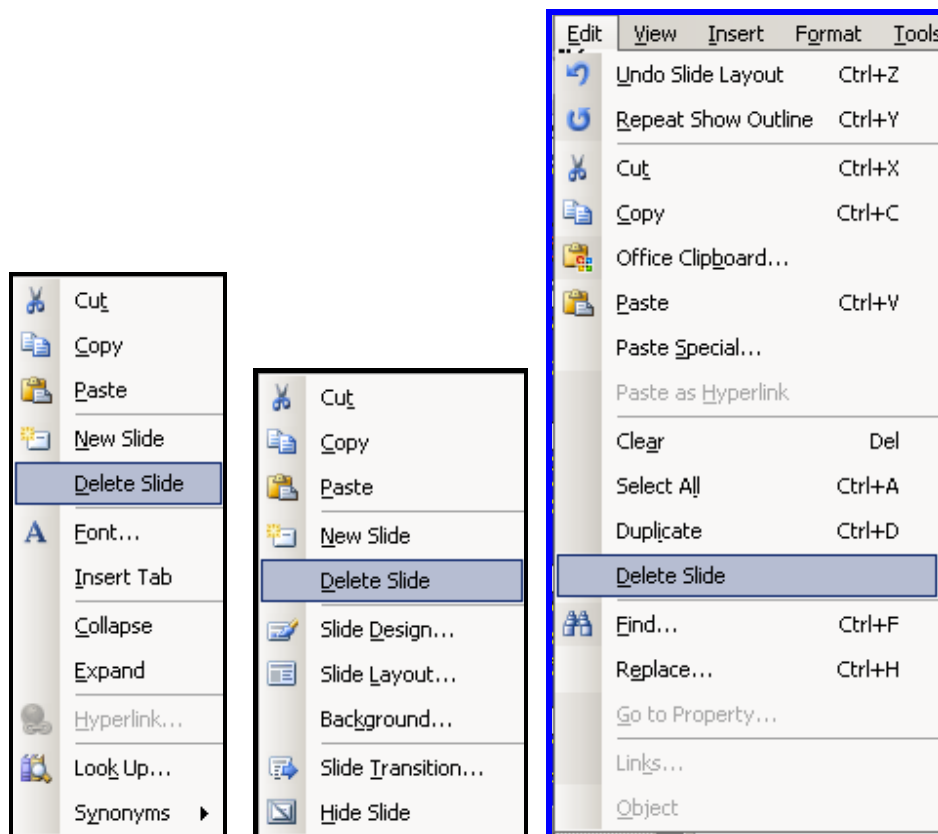 Cut
Copy
Paste
New Slide
Delete Slide
Font...
Insert Tab
Collapse
Expand
Hyperlink...
Look Up...
Synonyms
Cut
Copy
Paste
New Slide
Delete Slide
Slide Design...
Slide Layout...
Background...
Slide Transition...
Hide Slide
Edit View Insert Format Tools
Undo Slide Layout Ctrl+Z
Repeat Show Outline Ctrl+Y
Cut Ctrl+X
Copy Ctrl+C
Office Clipboard...
Paste Ctrl+V
Paste Special...
Paste as Hyperlink
Clear Del
Select All Ctrl+A
Duplicate Ctrl+D
Delete Slide
Find... Ctrl+F
Replace... Ctrl+H
Go to Property...
Links...
Object